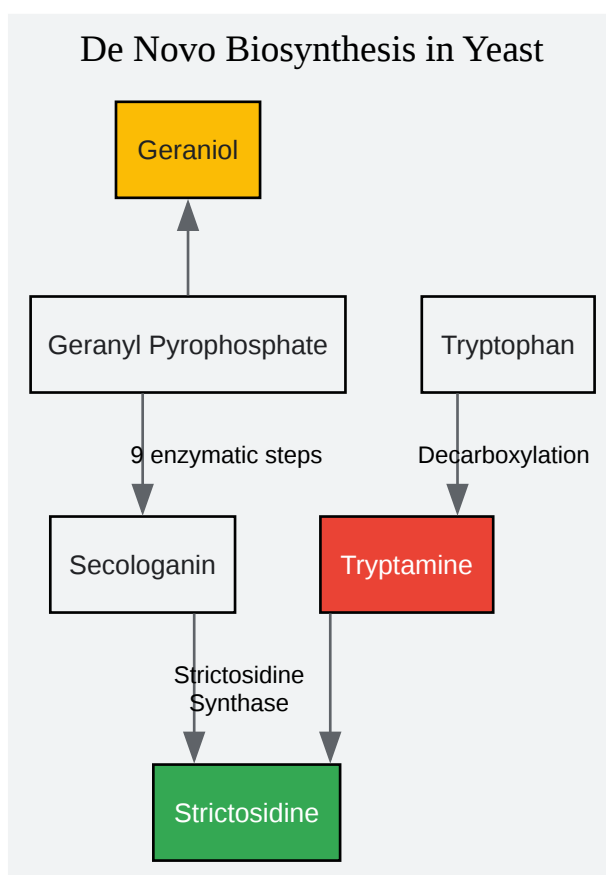 De Novo Biosynthesis in Yeast
Geraniol
Geranyl Pyrophosphate
Tryptophan
9 enzymatic steps
Decarboxylation
Secologanin
Tryptamine
Strictosidine
Synthase
Strictosidine